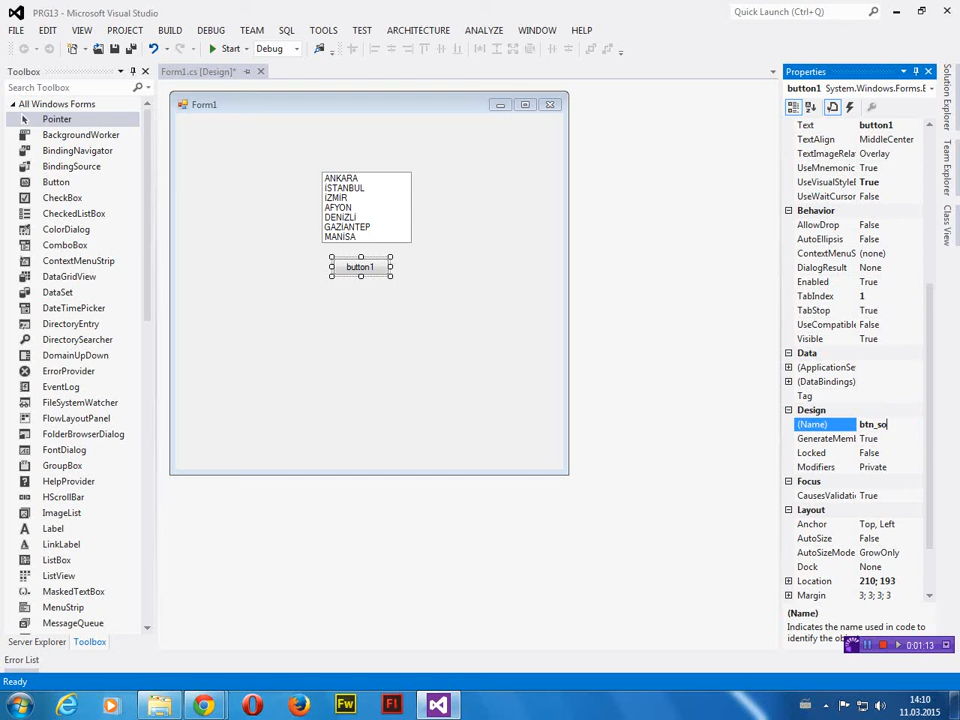 PRG13 - Microsoft Visual Studio
Quick Launch (Ctrl+Q)
FILE EDIT VIEW PROJECT BUILD DEBUG TEAM SQL TOOLS TEST ARCHITECTURE ANALYZE WINDOW HELP
Start Debug
Toolbox
Search Toolbox
All Windows Forms
Pointer
BackgroundWorker
BindingNavigator
BindingSource
Button
CheckBox
CheckedListBox
ColorDialog
ComboBox
ContextMenuStrip
DataGridView
DataSet
DateTimePicker
DirectoryEntry
DirectorySearcher
DomainUpDown
ErrorProvider
EventLog
FileSystemWatcher
FlowLayoutPanel
FolderBrowserDialog
FontDialog
GroupBox
HelpProvider
HScrollBar
ImageList
Label
LinkLabel
ListBox
ListView
MaskedTextBox
MenuStrip
MessageQueue
Server Explorer Toolbox
Error List
Ready
Form1.cs [Design]*
Form1
ANKARA
İSTANBUL
İZMİR
AFYON
DENİZLİ
GAZİANTEP
MANİSA
button1
Properties
button1 System.Windows.Forms.B
Text button1
TextAlign MiddleCenter
TextImageRela Overlay
UseMnemonic True
UseVisualStyleE True
UseWaitCursor False
Behavior
AllowDrop False
AutoEllipsis False
ContextMenuS (none)
DialogResult None
Enabled True
TabIndex 1
TabStop True
UseCompatible False
Visible True
Data
(ApplicationSe
(DataBindings)
Tag
Design
(Name) btn_so
GenerateMemb True
Locked False
Modifiers Private
Focus
CausesValidati True
Layout
Anchor Top, Left
AutoSize False
AutoSizeMode GrowOnly
Dock None
Location 210; 193
Margin 3; 3; 3; 3
(Name)
Indicates the name used in code to
identify the obj
0:01:13
Solution Explorer
Team Explorer
Class View
Fw
Fl
14:10
11.03.2015